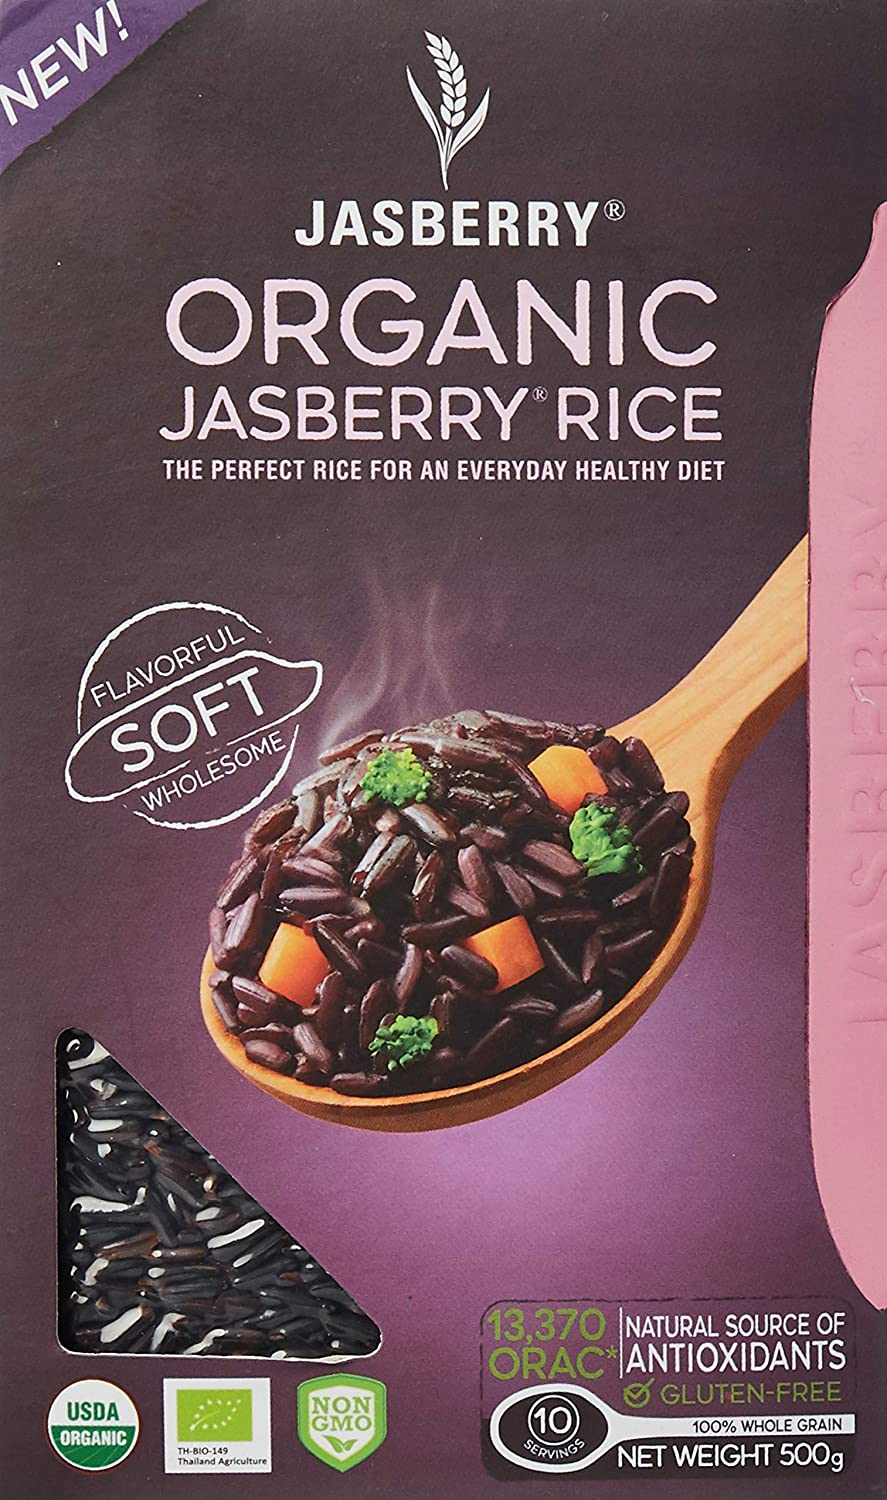 NEW!
JASBERRY®
ORGANIC
JASBERRY® RICE
THE PERFECT RICE FOR AN EVERYDAY HEALTHY DIET
FLAVORFUL
SOFT
WHOLESOME
JASBERRY®
13,370
ORAC*
NATURAL SOURCE OF
ANTIOXIDANTS
GLUTEN-FREE
10
SERVINGS
100% WHOLE GRAIN
NET WEIGHT 500g
USDA
ORGANIC
TH-BIO-149
Thailand Agriculture
NON
GMO